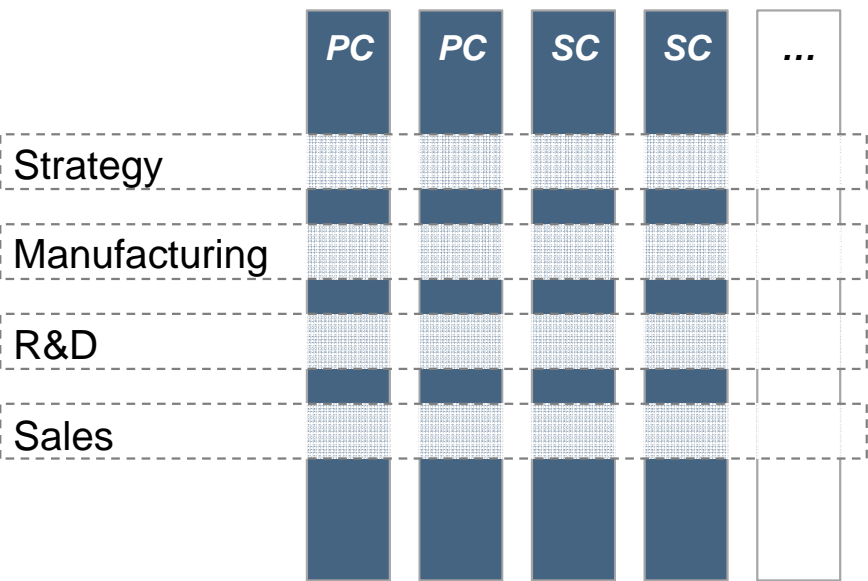 PC PC SC SC ...
Strategy
Manufacturing
R&D
Sales